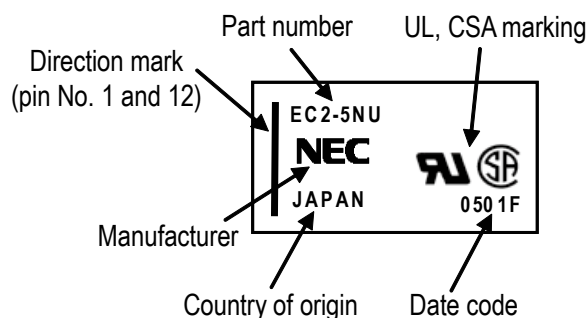 Part number
UL, CSA marking
Direction mark
(pin No. 1 and 12)
EC2-5NU
NEC
JAPAN
0501F
Manufacturer
Country of origin
Date code